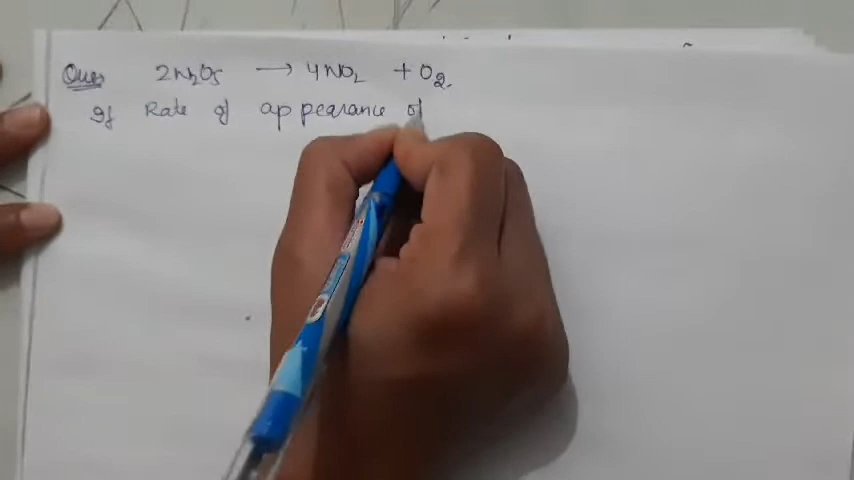 Ques 2N2O5 → 4NO2 + O2.
If Rate of appearance of